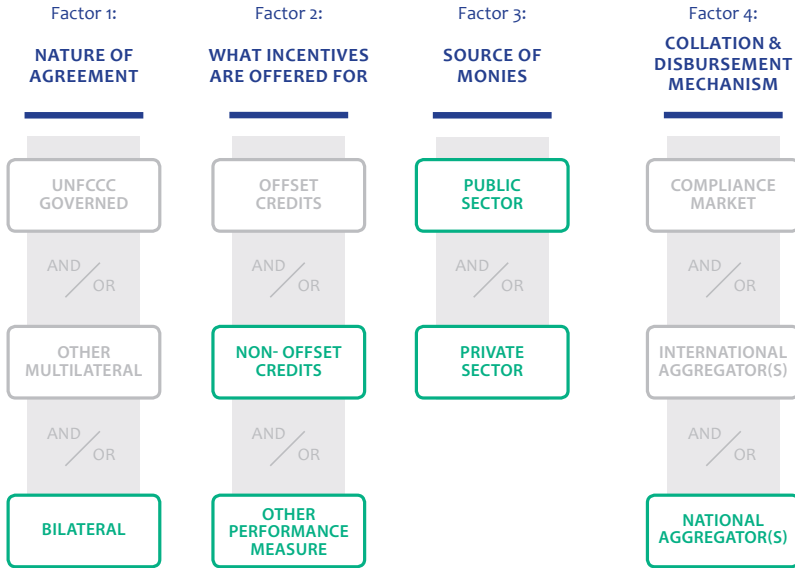 Factor 1:
NATURE OF
AGREEMENT
UNFCCC
GOVERNED
AND
OR
OTHER
MULTILATERAL
AND
OR
BILATERAL
Factor 2:
WHAT INCENTIVES
ARE OFFERED FOR
OFFSET
CREDITS
AND
OR
NON- OFFSET
CREDITS
AND
OR
OTHER
PERFORMANCE
MEASURE
Factor 3:
SOURCE OF
MONIES
PUBLIC
SECTOR
AND
OR
PRIVATE
SECTOR
Factor 4:
COLLATION &
DISBURSEMENT
MECHANISM
COMPLIANCE
MARKET
AND
OR
INTERNATIONAL
AGGREGATOR(S)
AND
OR
NATIONAL
AGGREGATOR(S)